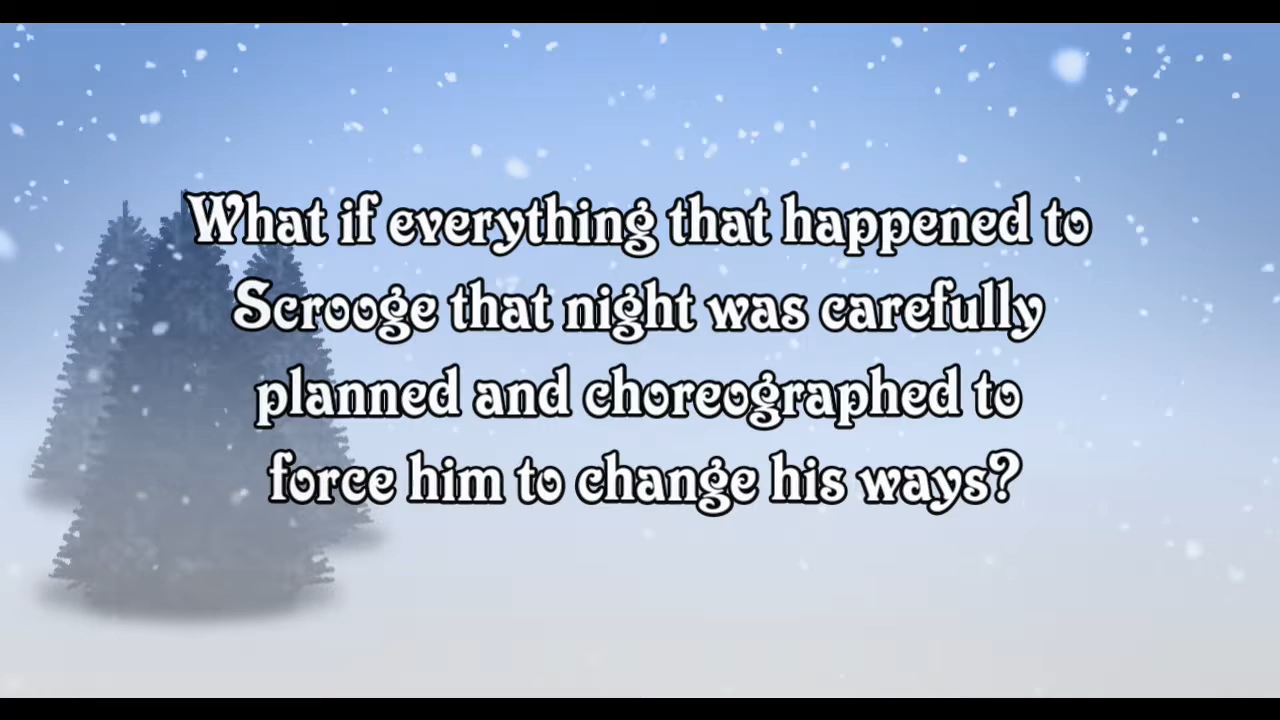 What if everything that happened to
Scrooge that night was carefully
planned and choreographed to
force him to change his ways?